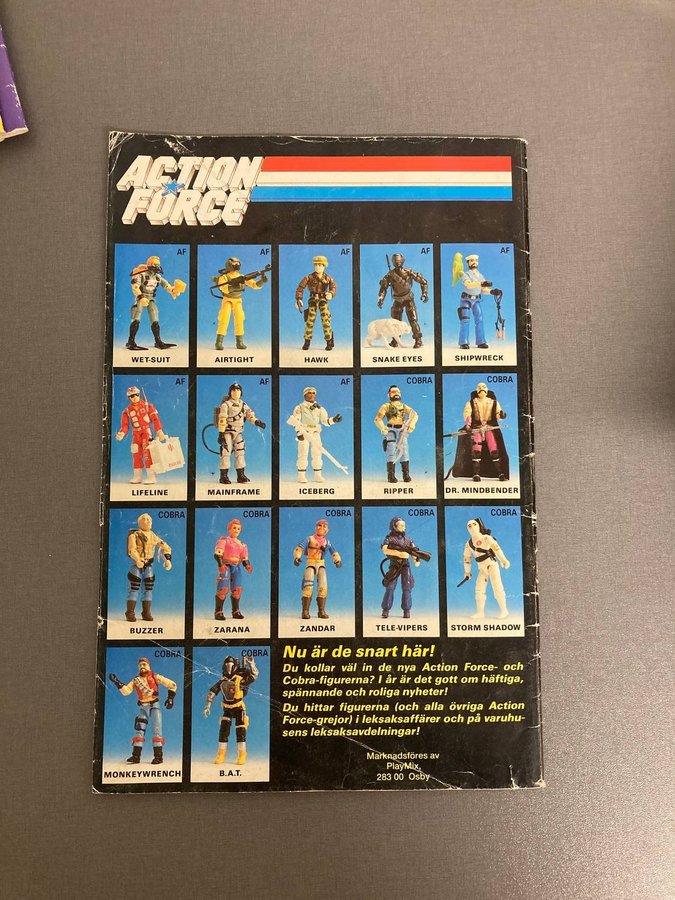 ACTION
FORCE
AF
AF
AF
AF
AF
WET-SUIT
AIRTIGHT
HAWK
SNAKE EYES
SHIPWRECK
AF
AF
AF
COBRA
COBRA
LIFELINE
MAINFRAME
ICEBERG
RIPPER
DR. MINDBENDER
COBRA
COBRA
COBRA
COBRA
COBRA
BUZZER
ZARANA
ZANDAR
TELE-VIPERS
STORM SHADOW
COBRA
COBRA
MONKEYWRENCH
B.A.T.
Nu är de snart här!
Du kollar väl in de nya Action Force- och
Cobra-figurerna? I år är det gott om häftiga,
spännande och roliga nyheter!
Du hittar figurerna (och alla övriga Action
Force-grejor) i leksaksaffärer och på varuhu-
sens leksaksavdelningar!
Marknadsföres av
PlayMix,
283 00 Osby